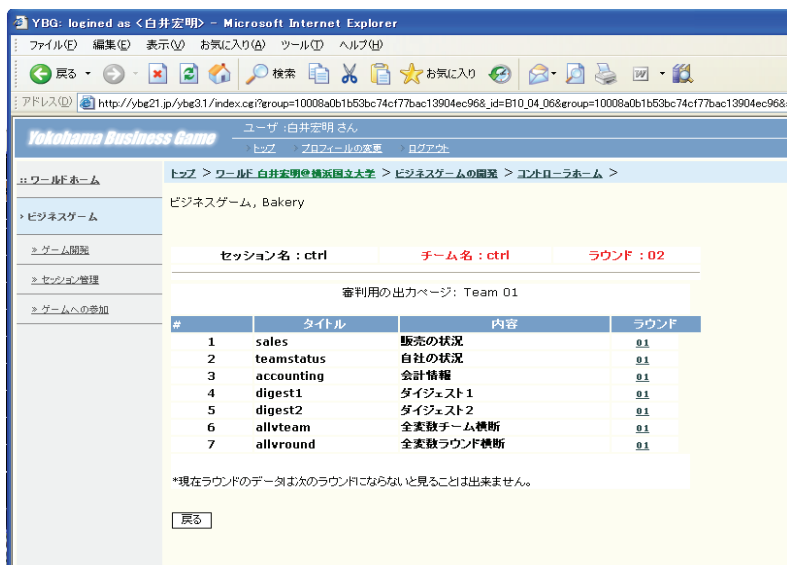 YBG: logined as <白井宏明> - Microsoft Internet Explorer
ファイル(F) 編集(E) 表示(V) お気に入り(A) ツール(T) ヘルプ(H)
戻る 検索 お気に入り
アドレス(D) http://ybg21.jp/ybg3.1/index.cgi?group=10008a0b1b53bc74cf77bac13904ec96&_id=B10_04_06&group=10008a0b1b53bc74cf77bac13904ec96&
Yokohama Business Game
ユーザ :白井宏明 さん
トップ プロフィールの変更 ログアウト
:: ワールドホーム
› ビジネスゲーム
» ゲーム開発
» セッション管理
» ゲームへの参加
トップ > ワールド 白井宏明@横浜国立大学 > ビジネスゲームの開発 > コントローラホーム >
ビジネスゲーム, Bakery
セッション名：ctrl チーム名：ctrl ラウンド：02
審判用の出力ページ: Team 01
# タイトル 内容 ラウンド
1 sales 販売の状況 01
2 teamstatus 自社の状況 01
3 accounting 会計情報 01
4 digest1 ダイジェスト1 01
5 digest2 ダイジェスト2 01
6 allvteam 全変数チーム横断 01
7 allvround 全変数ラウンド横断 01
*現在ラウンドのデータは次のラウンドにならないと見ることは出来ません。
戻る